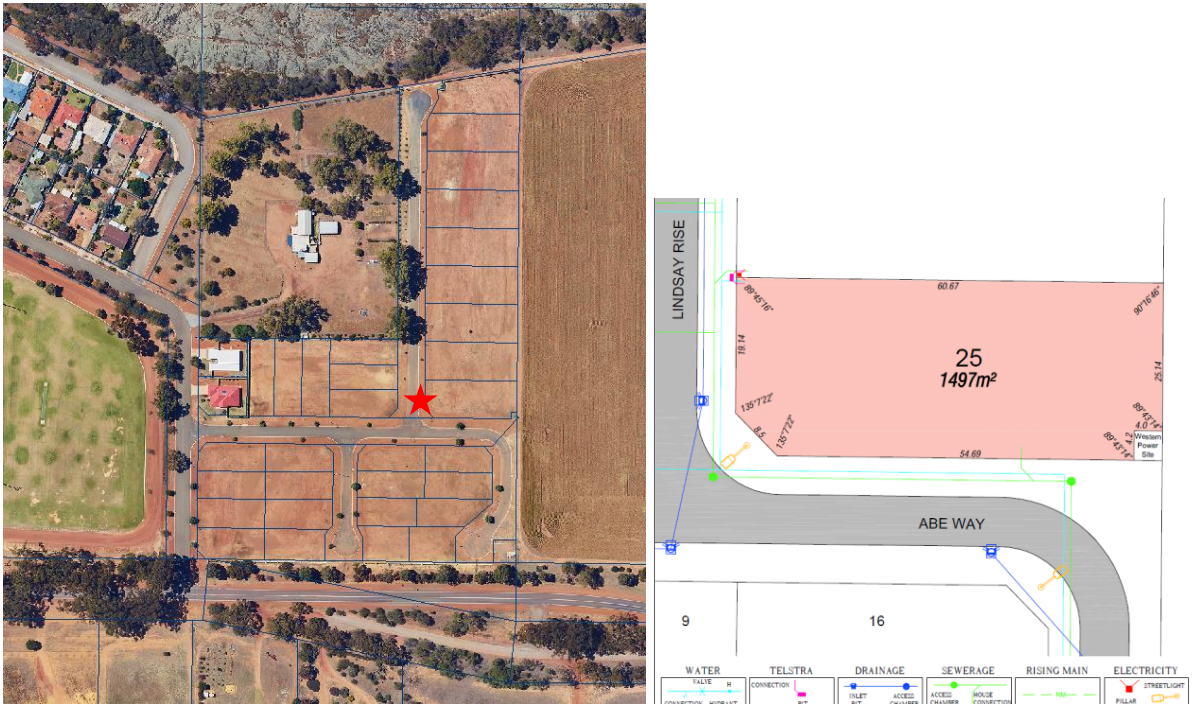 LINDSAY RISE
60.67
89°45'16"
90°16'46"
19.14
25
1497m²
25.14
135°7'22"
8.5
135°7'22"
89°43'14"
4.0
4.2
89°43'14"
Western
Power
Site
54.69
ABE WAY
9
16
WATER
TELSTRA
DRAINAGE
SEWERAGE
RISING MAIN
ELECTRICITY
VALVE
H
CONNECTION
HYDRANT
CONNECTION
PIT
INLET
PIT
ACCESS
CHAMBER
ACCESS
CHAMBER
HOUSE
CONNECTION
RM
STREETLIGHT
PILLAR